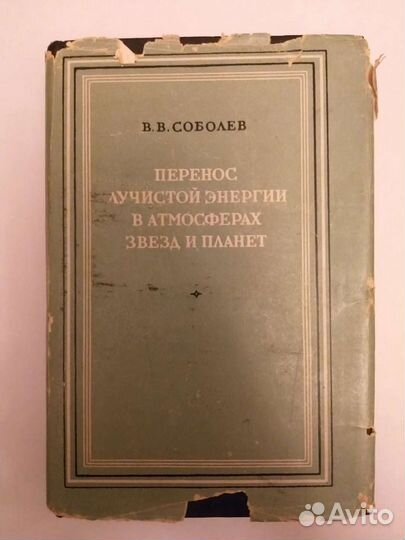 В. В. СОБОЛЕВ
ПЕРЕНОС
ЛУЧИСТОЙ ЭНЕРГИИ
В АТМОСФЕРАХ
ЗВЕЗД И ПЛАНЕТ
Avito